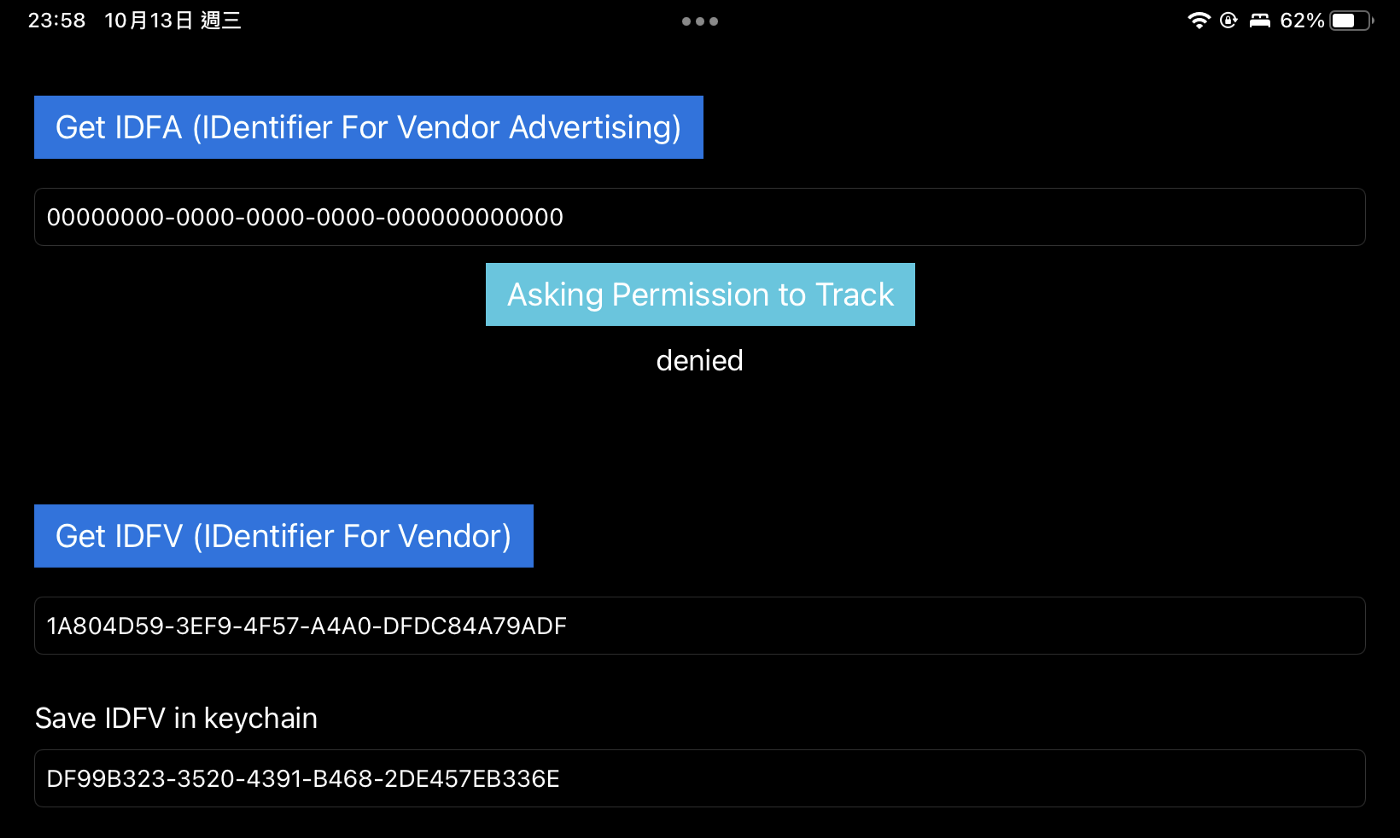 23:58 10月13日 週三 62%
Get IDFA (IDentifier For Vendor Advertising)
00000000-0000-0000-0000-000000000000
Asking Permission to Track
denied
Get IDFV (IDentifier For Vendor)
1A804D59-3EF9-4F57-A4A0-DFDC84A79ADF
Save IDFV in keychain
DF99B323-3520-4391-B468-2DE457EB336E